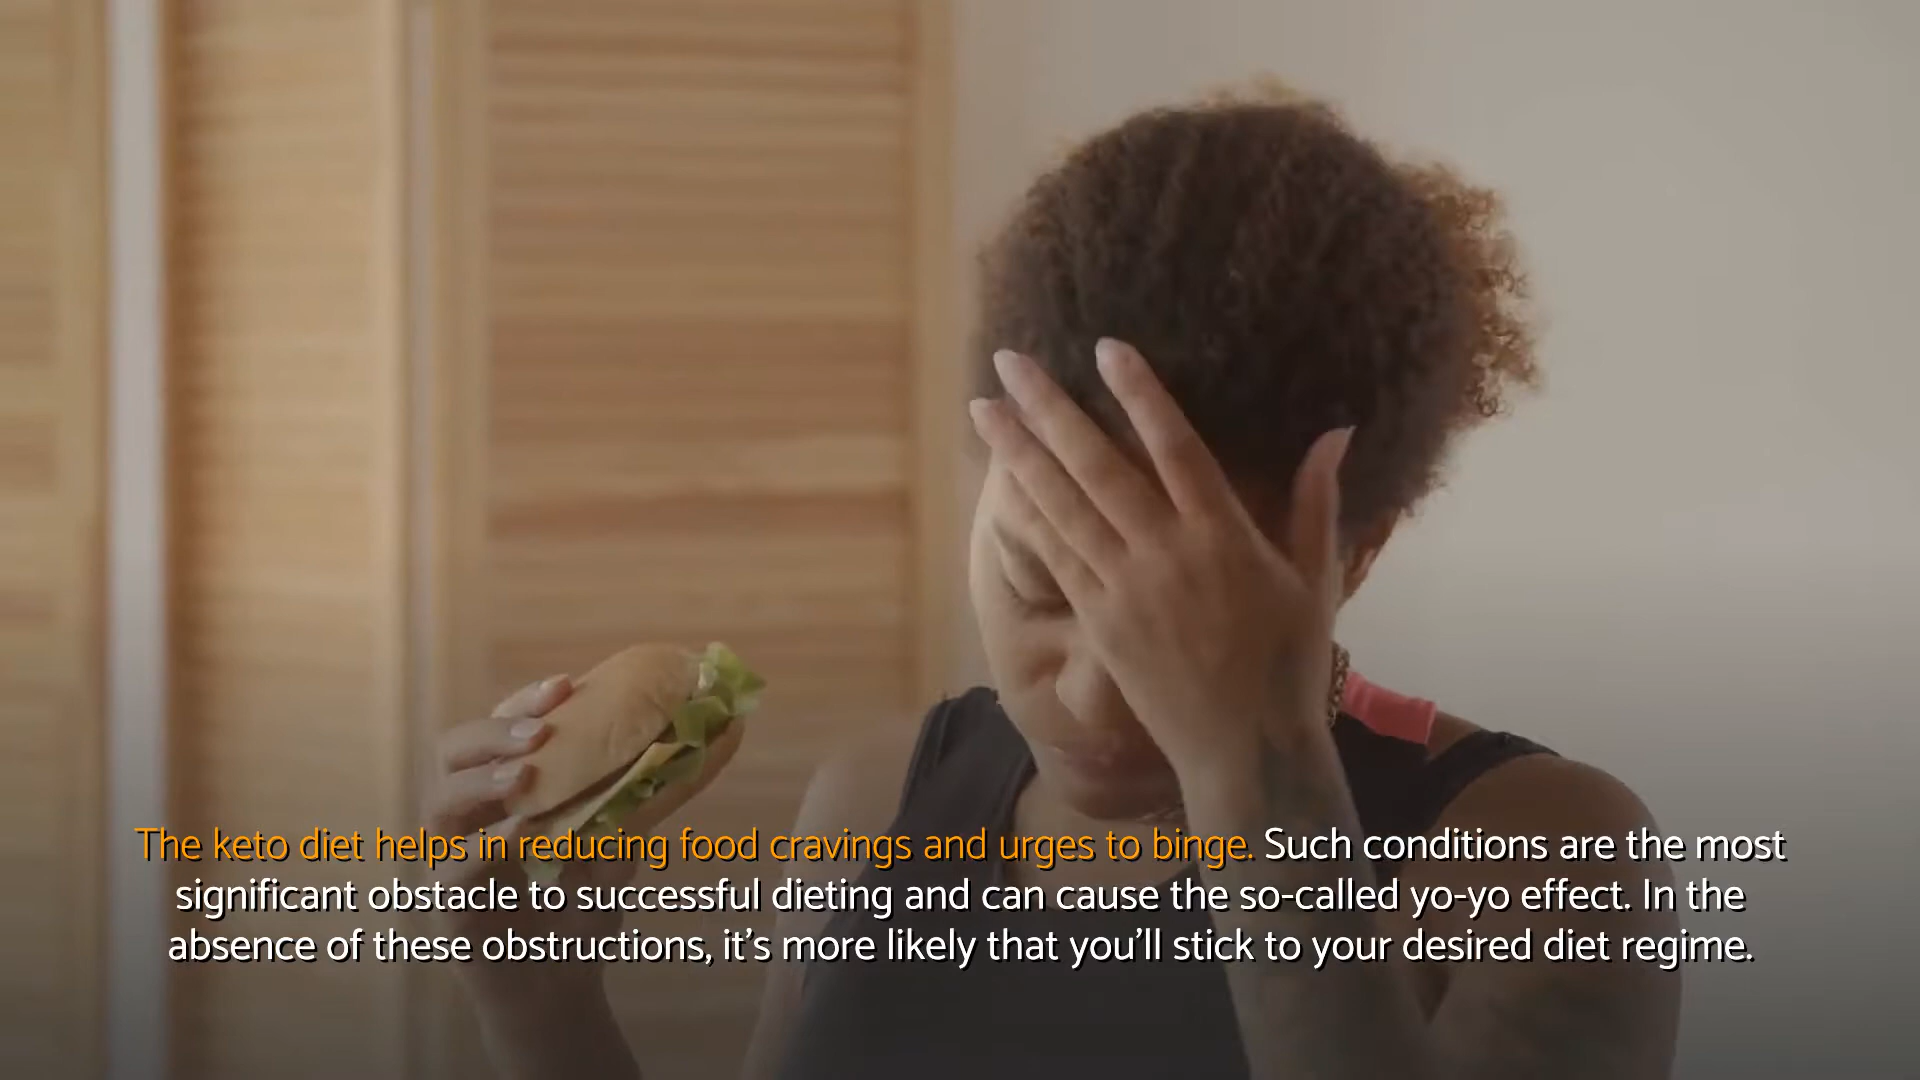 The keto diet helps in reducing food cravings and urges to binge. Such conditions are the most
significant obstacle to successful dieting and can cause the so-called yo-yo effect. In the
absence of these obstructions, it's more likely that you'll stick to your desired diet regime.